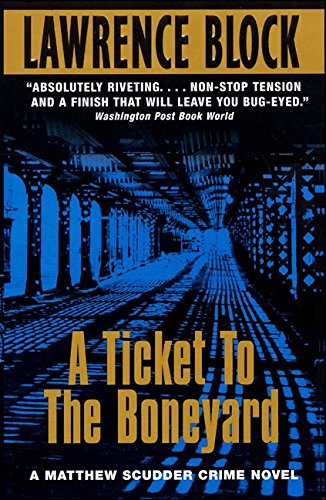 LAWRENCE BLOCK
“ABSOLUTELY RIVETING. . . . NON-STOP TENSION
AND A FINISH THAT WILL LEAVE YOU BUG-EYED.”
Washington Post Book World
A Ticket To
The Boneyard
A MATTHEW SCUDDER CRIME NOVEL